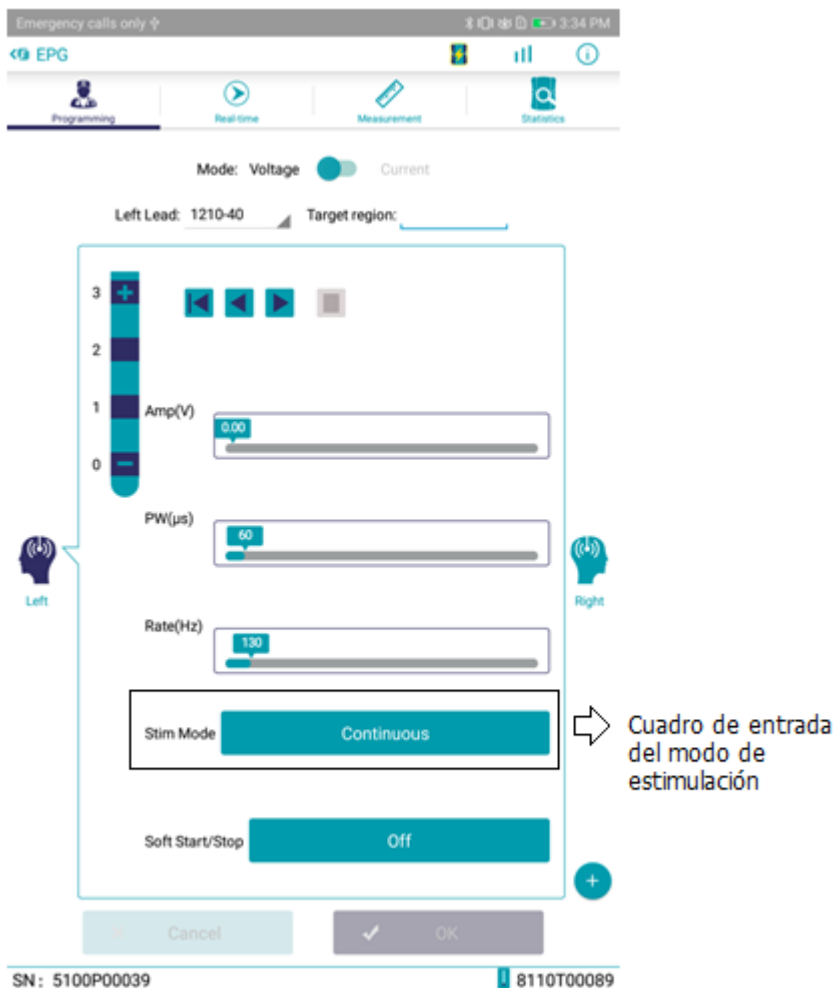 Emergency calls only
3:34 PM
EPG
Programming
Real-time
Measurement
Statistics
Mode: Voltage
Current
Left Lead: 1210-40
Target region:
3
2
1
Amp(V)
0.00
0
PW(µs)
60
Left
Right
Rate(Hz)
130
Stim Mode
Continuous
Cuadro de entrada
del modo de
estimulación
Soft Start/Stop
Off
Cancel
OK
SN: 5100P00039
8110T00089